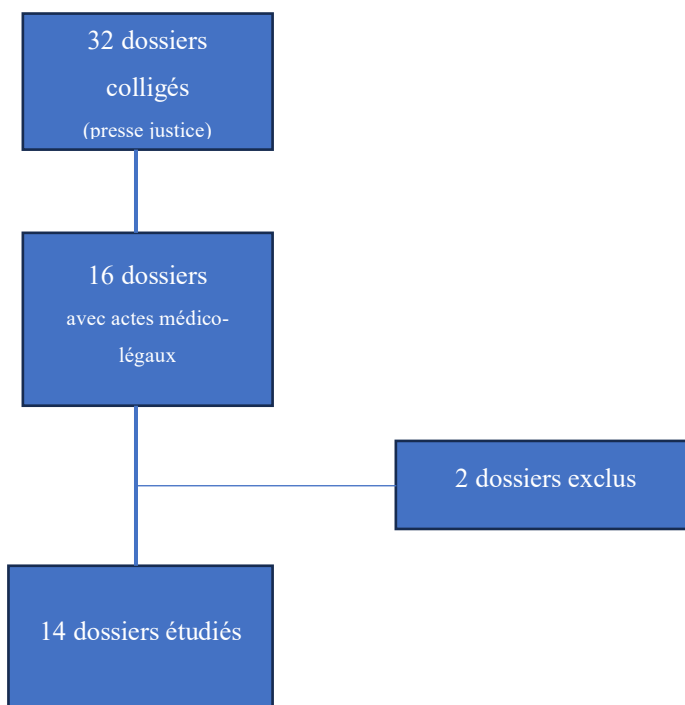 32 dossiers
colligés
(presse justice)
16 dossiers
avec actes médico-
légaux
2 dossiers exclus
14 dossiers étudiés